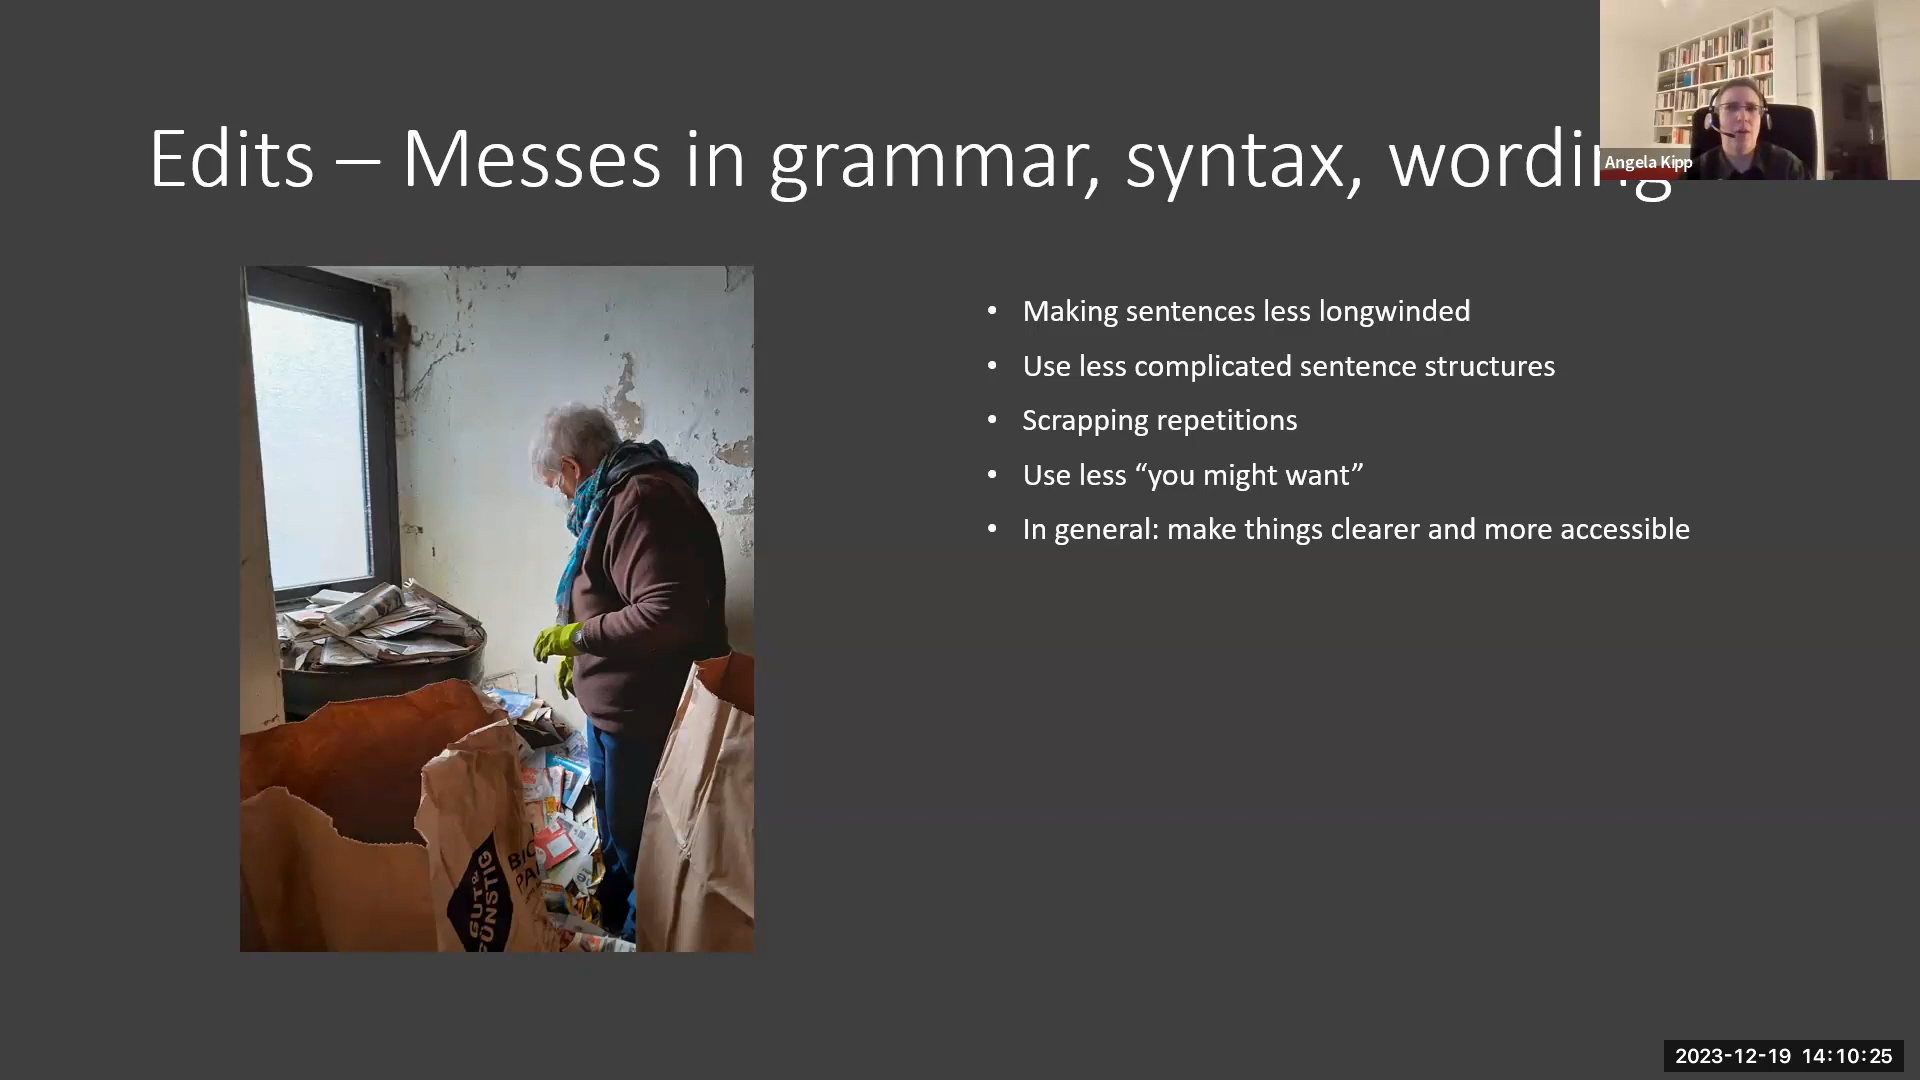 Edits – Messes in grammar, syntax, wording
Angela Kipp
• Making sentences less longwinded
• Use less complicated sentence structures
• Scrapping repetitions
• Use less “you might want”
• In general: make things clearer and more accessible
GUT&
GÜNSTIG
2023-12-19 14:10:25